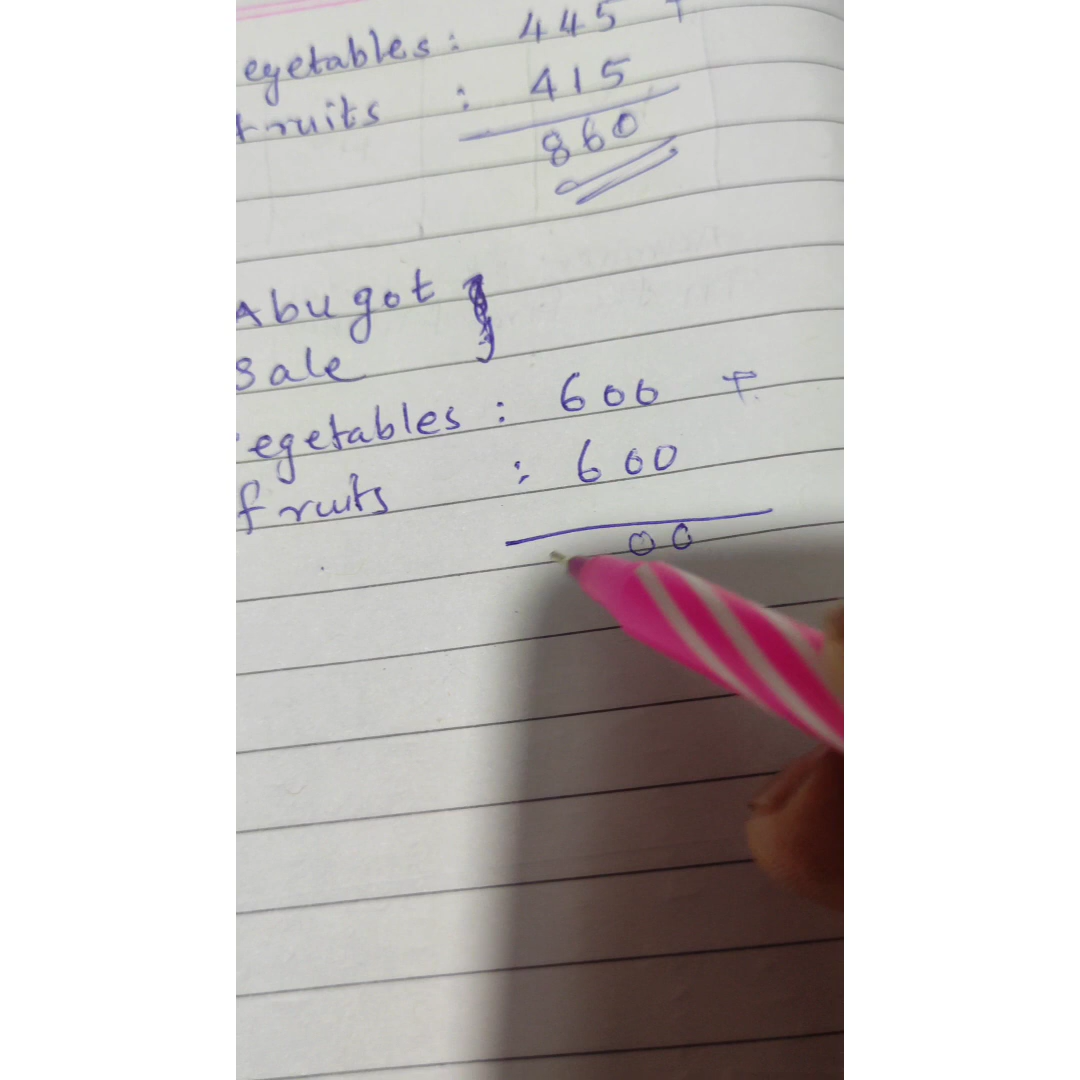 egetables : 445 +
fruits : 415
860
Abu got
Sale
egetables : 600 +
fruits : 600
00